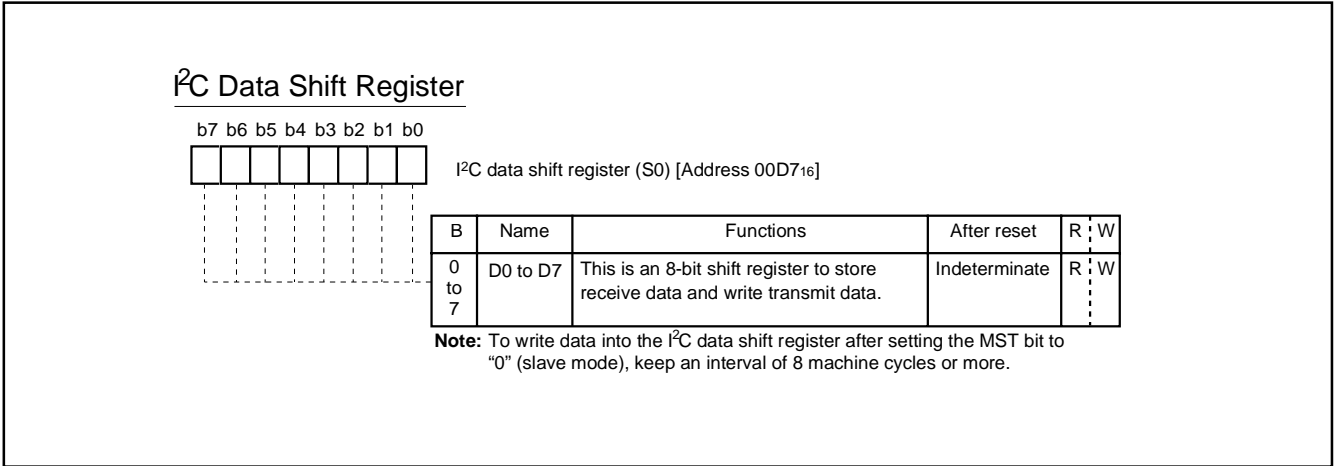 I²C Data Shift Register
b7 b6 b5 b4 b3 b2 b1 b0
I²C data shift register (S0) [Address 00D7₁₆]
B Name Functions After reset R W
0 to 7 D0 to D7 This is an 8-bit shift register to store Indeterminate R W
receive data and write transmit data.
Note: To write data into the I²C data shift register after setting the MST bit to
“0” (slave mode), keep an interval of 8 machine cycles or more.